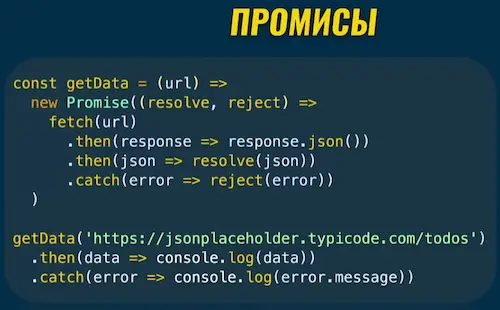 ПРОМИСЫ
const getData = (url) =>
  new Promise((resolve, reject) =>
    fetch(url)
      .then(response => response.json())
      .then(json => resolve(json))
      .catch(error => reject(error))
  )
getData('https://jsonplaceholder.typicode.com/todos')
  .then(data => console.log(data))
  .catch(error => console.log(error.message))